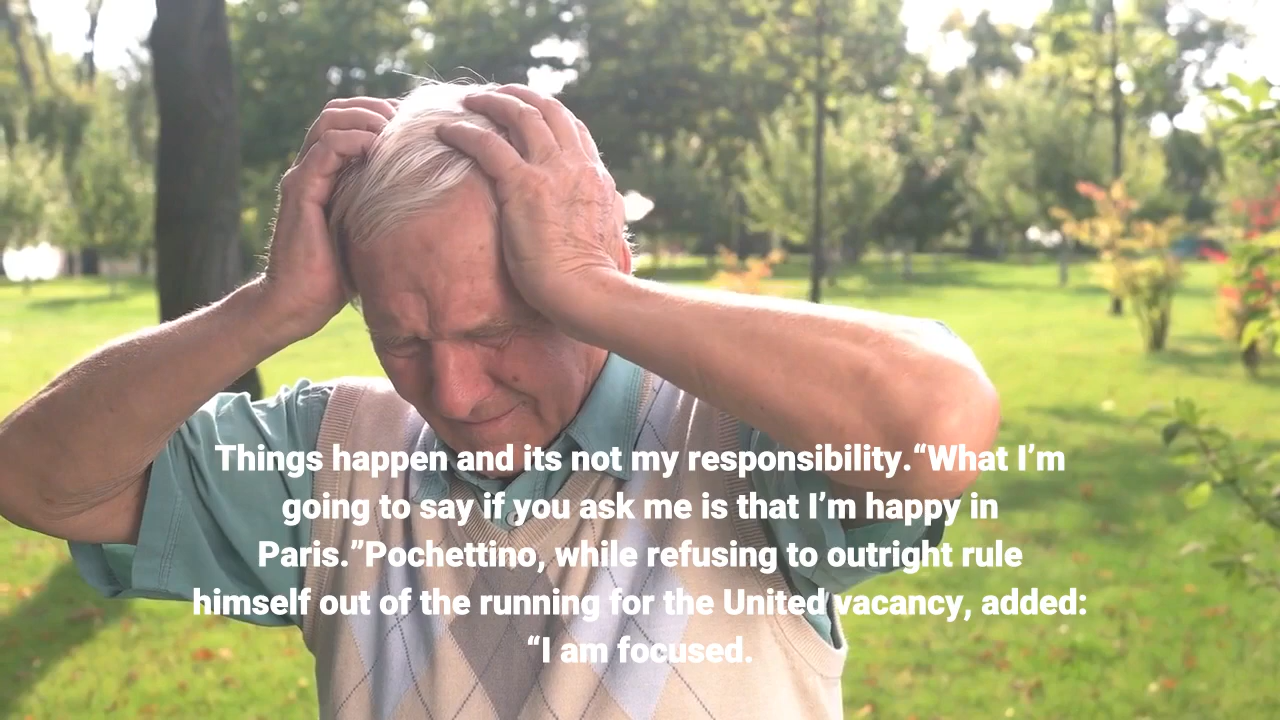 Things happen and its not my responsibility.“What I’m
going to say if you ask me is that I’m happy in
Paris.”Pochettino, while refusing to outright rule
himself out of the running for the United vacancy, added:
“I am focused.